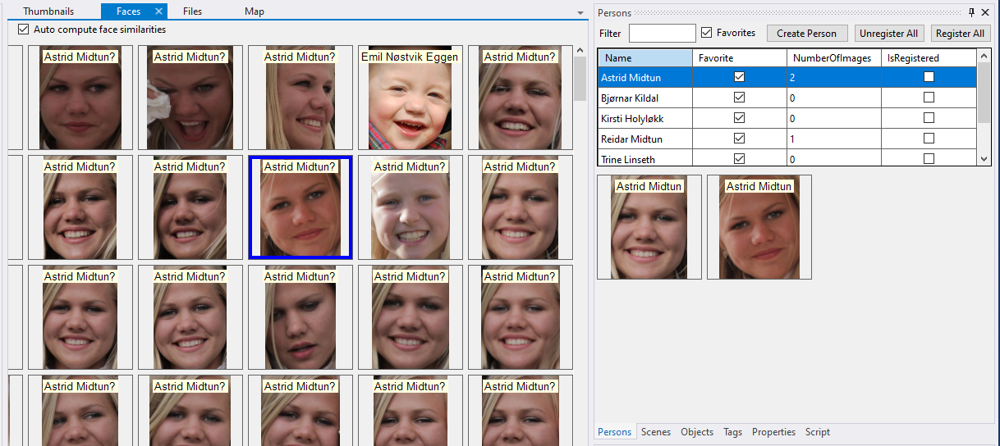 Thumbnails Faces × Files Map
Auto compute face similarities
Astrid Midtun? Astrid Midtun? Astrid Midtun? Emil Nøstvik Eggen Astrid Midtun?
Astrid Midtun? Astrid Midtun? Astrid Midtun? Astrid Midtun? Astrid Midtun?
Astrid Midtun? Astrid Midtun? Astrid Midtun? Astrid Midtun? Astrid Midtun?
Astrid Midtun? Astrid Midtun? Astrid Midtun? Astrid Midtun? Astrid Midtun?
Persons
Filter Favorites Create Person Unregister All Register All
Name Favorite NumberOfImages IsRegistered
Astrid Midtun 2
Bjørnar Kildal 0
Kirsti Holyløkk 0
Reidar Midtun 1
Trine Linseth 0
Astrid Midtun Astrid Midtun
Persons Scenes Objects Tags Properties Script